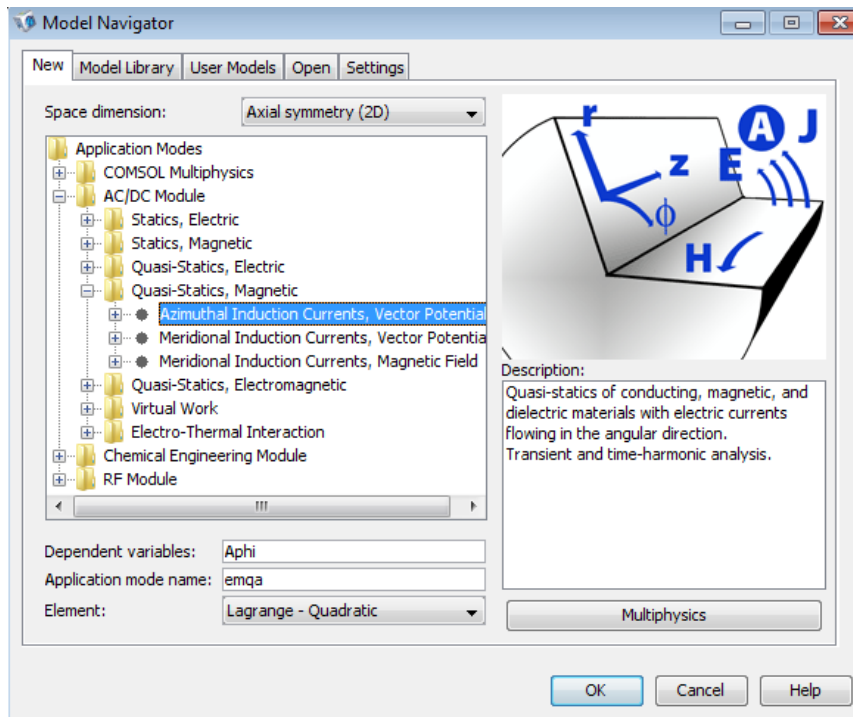 Model Navigator
New Model Library User Models Open Settings
Space dimension: Axial symmetry (2D)
Application Modes
COMSOL Multiphysics
AC/DC Module
Statics, Electric
Statics, Magnetic
Quasi-Statics, Electric
Quasi-Statics, Magnetic
Azimuthal Induction Currents, Vector Potential
Meridional Induction Currents, Vector Potentia
Meridional Induction Currents, Magnetic Field
Quasi-Statics, Electromagnetic
Virtual Work
Electro-Thermal Interaction
Chemical Engineering Module
RF Module
Dependent variables: Aphi
Application mode name: emqa
Element: Lagrange - Quadratic
r
z
ϕ
E
A
J
H
Description:
Quasi-statics of conducting, magnetic, and
dielectric materials with electric currents
flowing in the angular direction.
Transient and time-harmonic analysis.
Multiphysics
OK Cancel Help